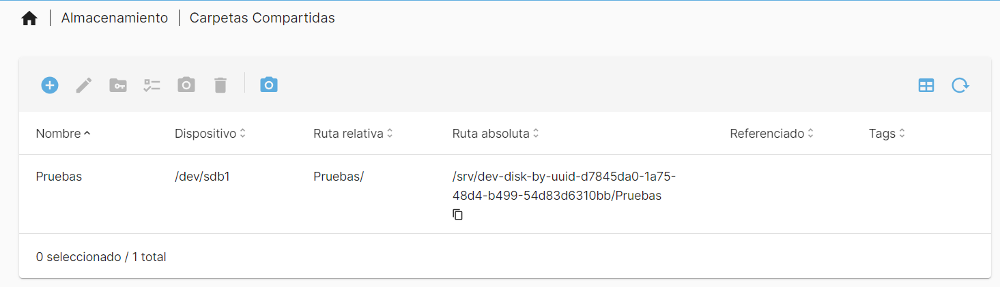 Almacenamiento | Carpetas Compartidas
Nombre Dispositivo Ruta relativa Ruta absoluta Referenciado Tags
Pruebas /dev/sdb1 Pruebas/ /srv/dev-disk-by-uuid-d7845da0-1a75-
48d4-b499-54d83d6310bb/Pruebas
0 seleccionado / 1 total